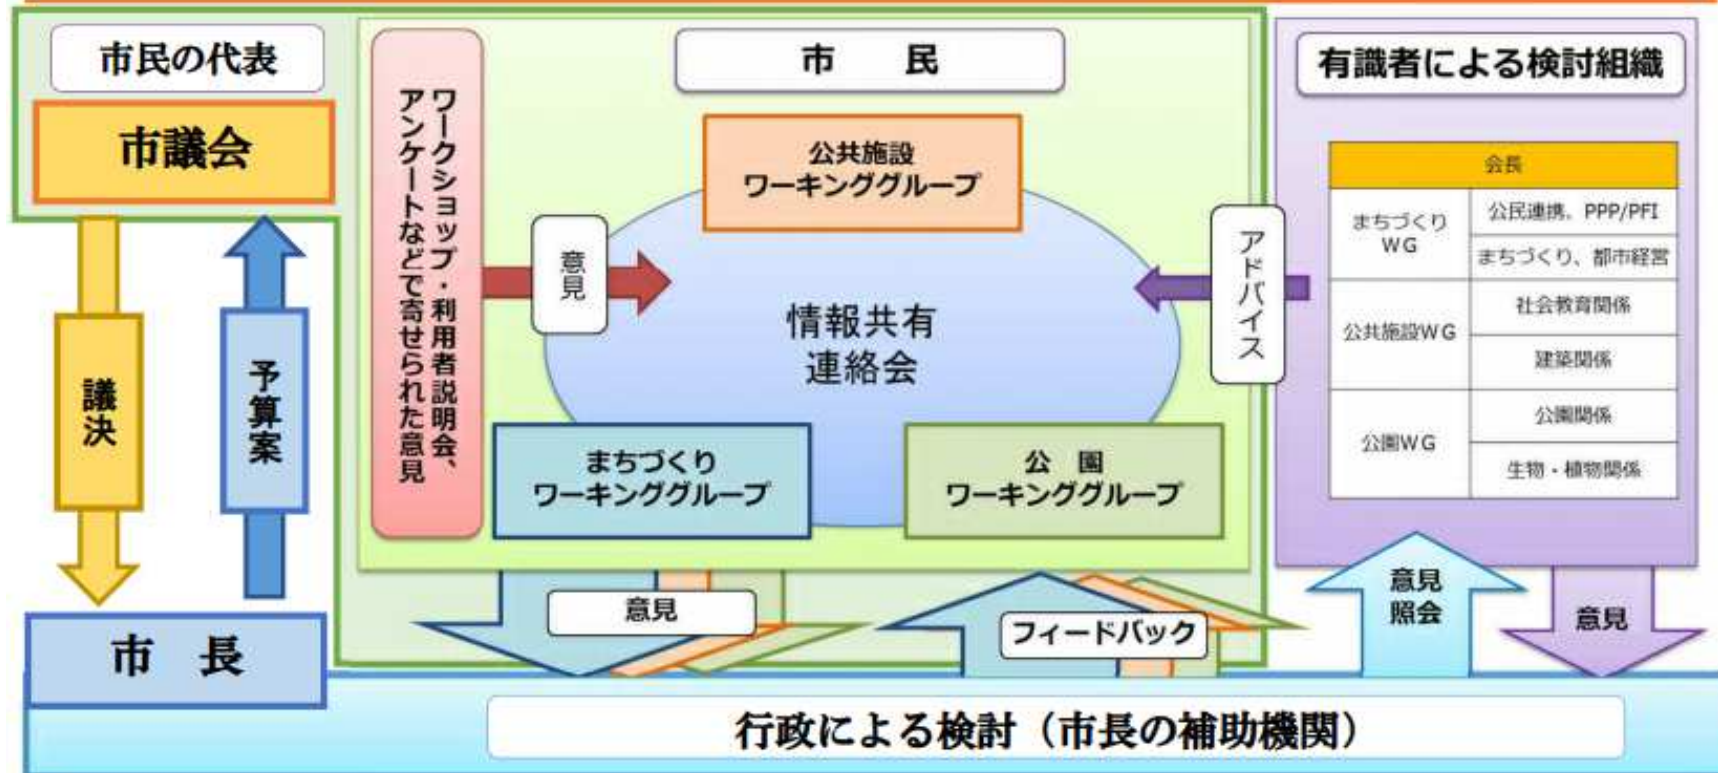 市民の代表
市議会
議決
予算案
市　長
ワークショップ・利用者説明会、
アンケートなどで寄せられた意見
市　　民
公共施設
ワーキンググループ
意見
情報共有
連絡会
アドバイス
まちづくり
ワーキンググループ
公　園
ワーキンググループ
意見
フィードバック
有識者による検討組織
会長
まちづくり
WG
公民連携、PPP/PFI
まちづくり、都市経営
公共施設WG
社会教育関係
建築関係
公園WG
公園関係
生物・植物関係
意見
照会
意見
行政による検討（市長の補助機関）